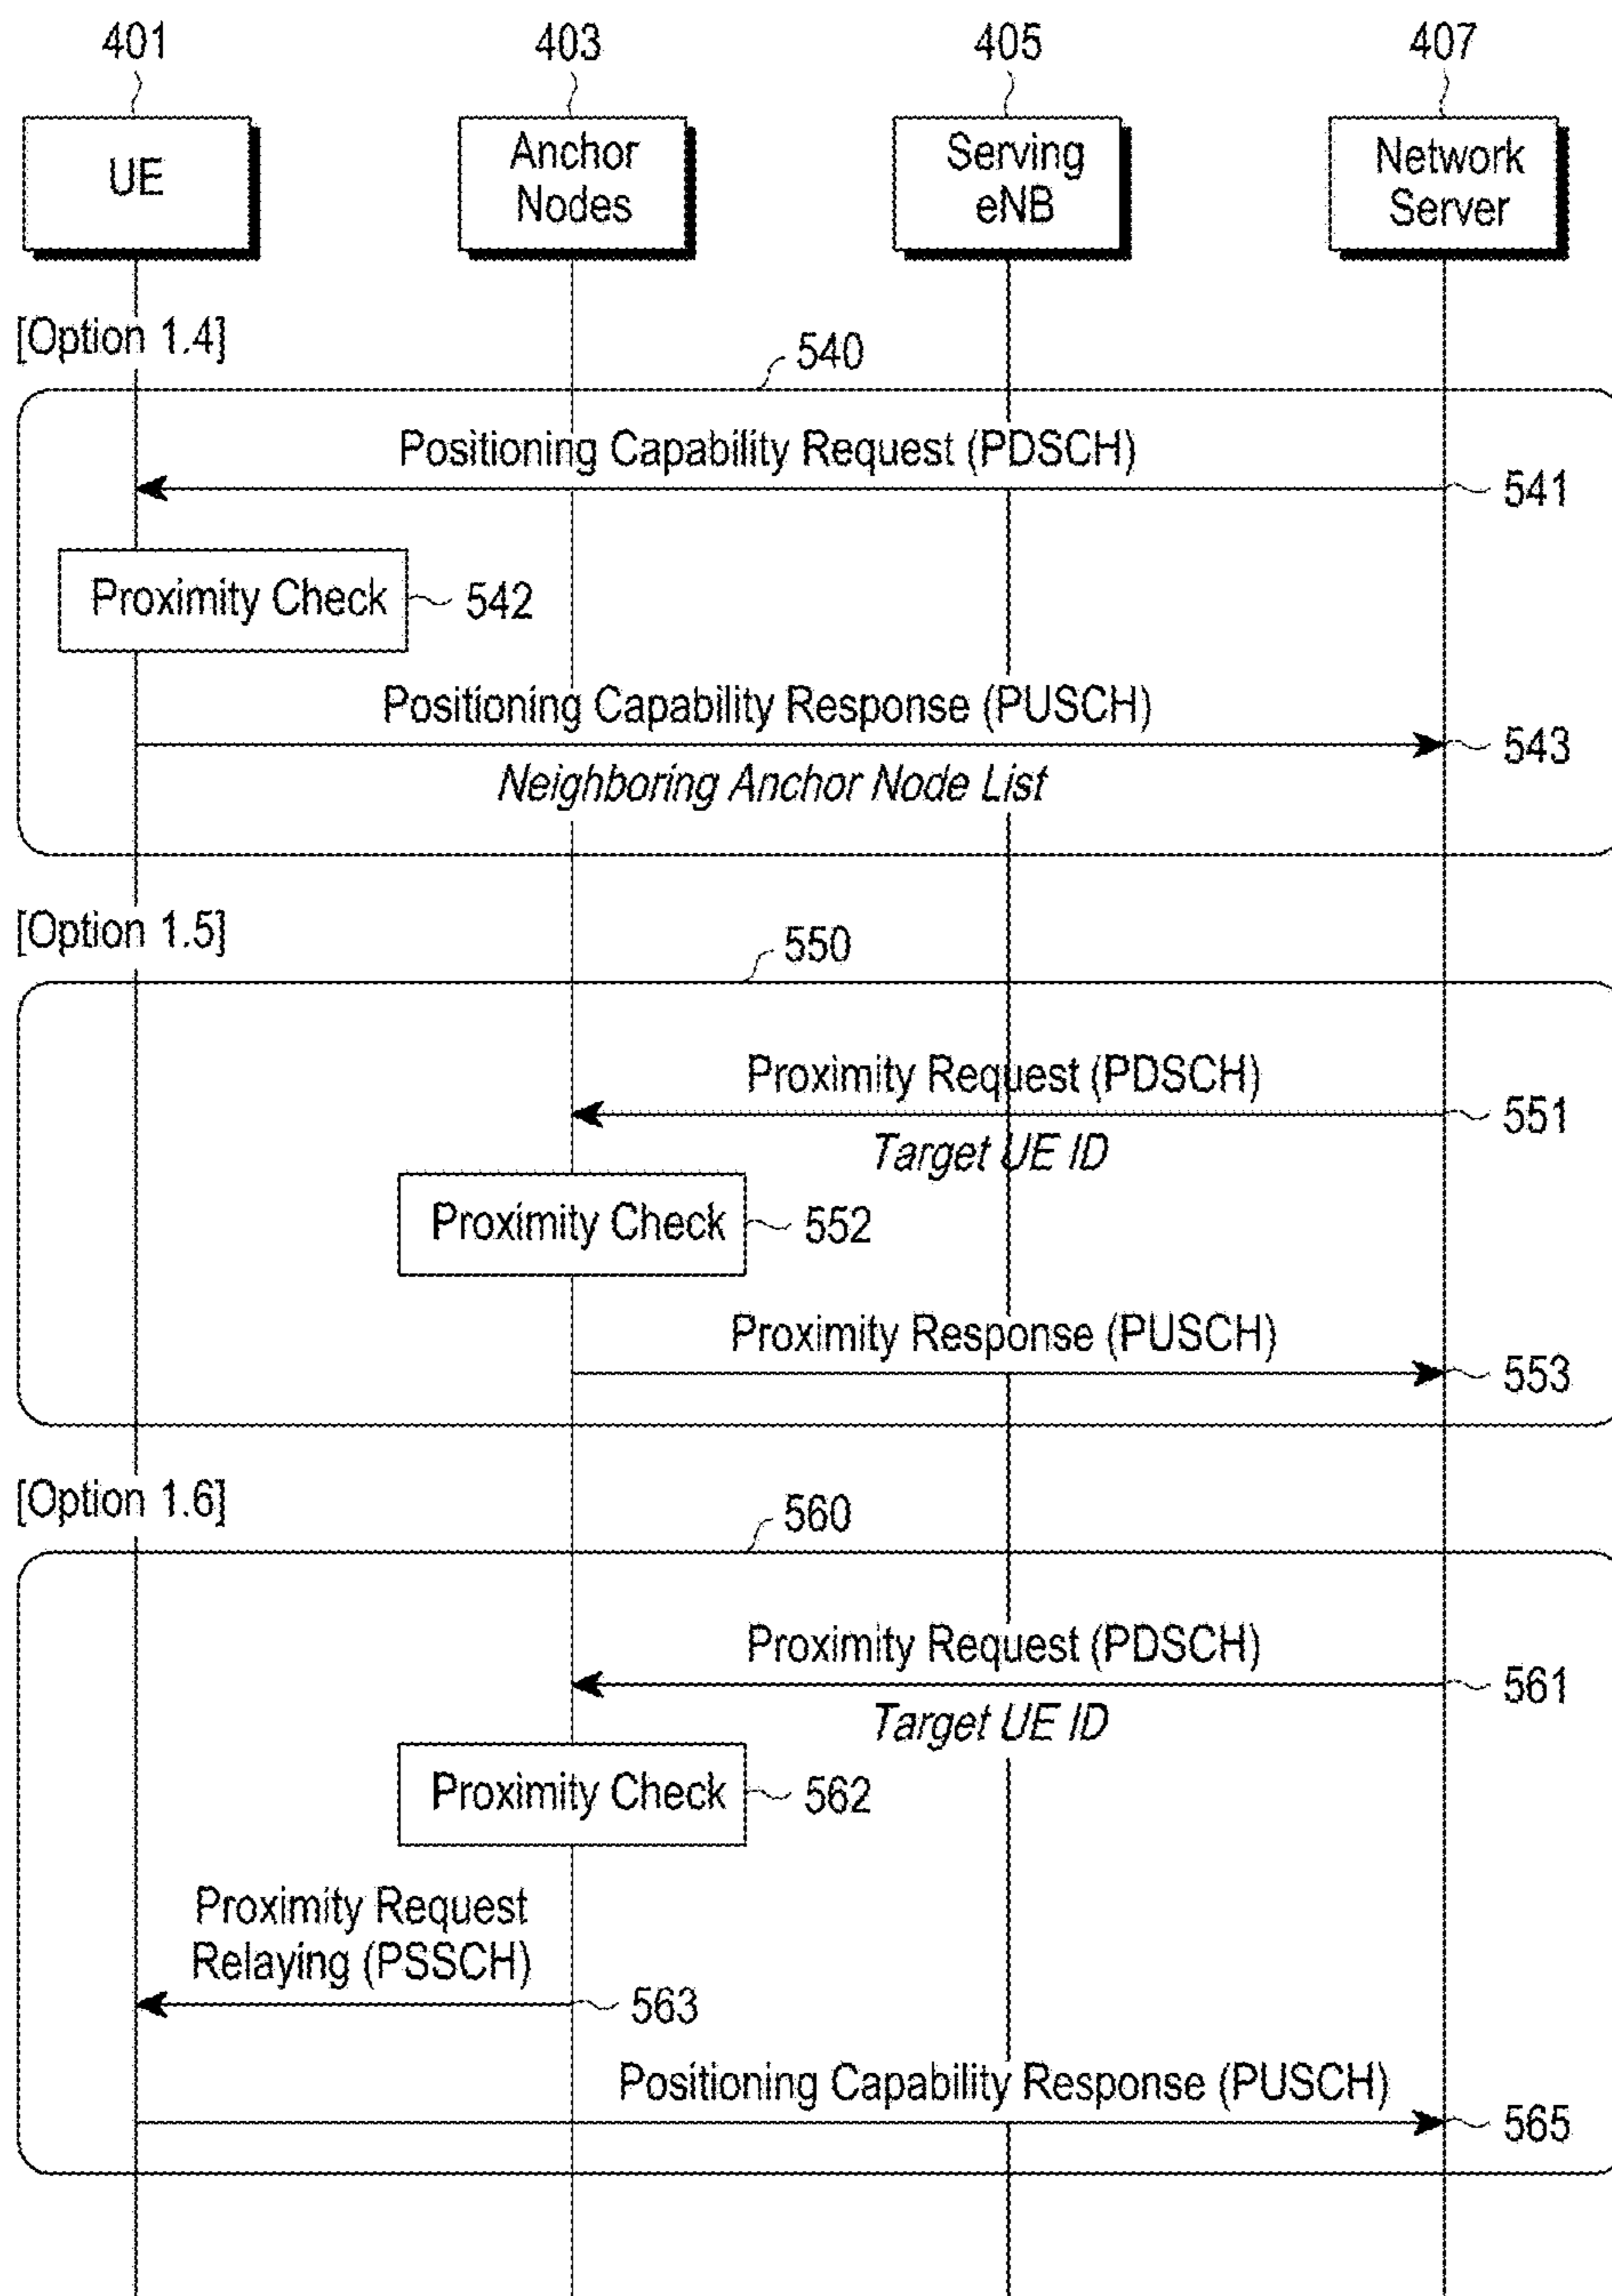 401
403
405
407
UE
Anchor
Nodes
Serving
eNB
Network
Server
[Option 1.4]
540
Positioning Capability Request (PDSCH)
541
Proximity Check
542
Positioning Capability Response (PUSCH)
543
Neighboring Anchor Node List
[Option 1.5]
550
Proximity Request (PDSCH)
551
Target UE ID
Proximity Check
552
Proximity Response (PUSCH)
553
[Option 1.6]
560
Proximity Request (PDSCH)
561
Target UE ID
Proximity Check
562
Proximity Request
Relaying (PSSCH)
563
Positioning Capability Response (PUSCH)
565